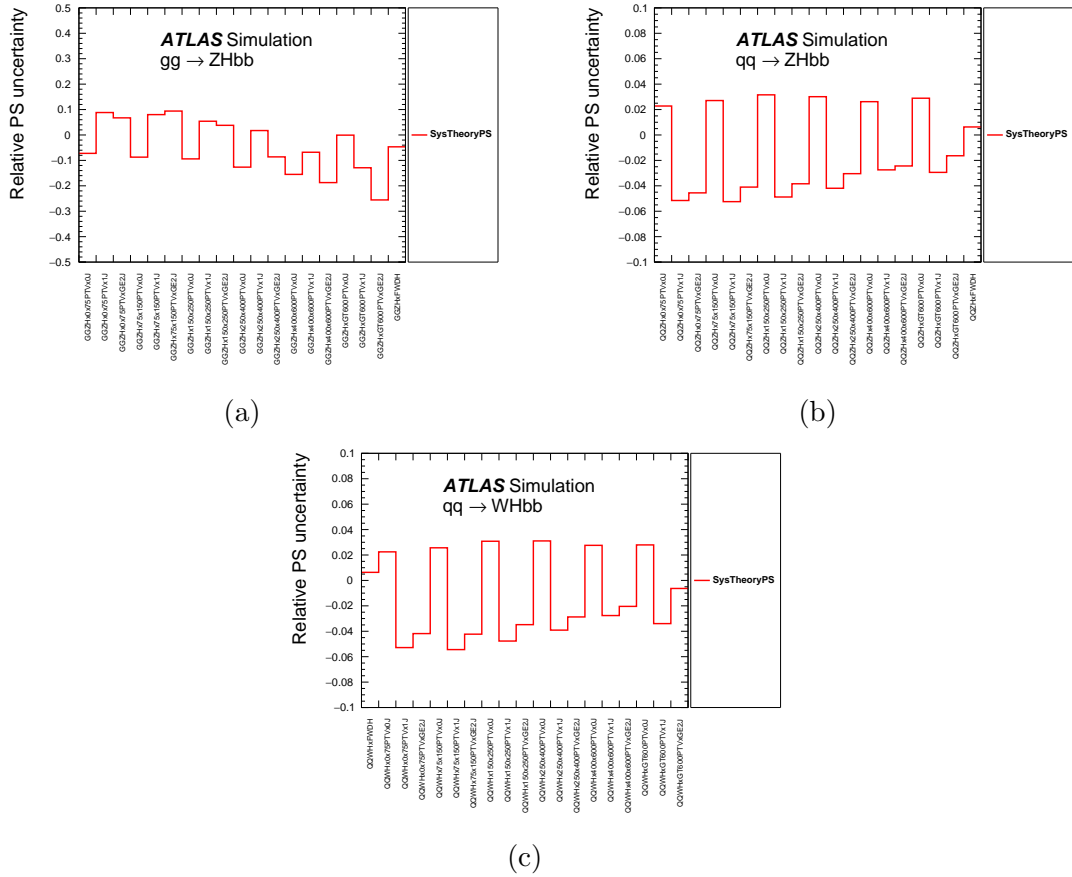 Relative PS uncertainty
0.5
0.4
0.3
0.2
0.1
0
−0.1
−0.2
−0.3
−0.4
−0.5
ATLAS Simulation
gg → ZHbb
SysTheoryPS
GGZHx0x75PTVx0J
GGZHx0x75PTVx1J
GGZHx0x75PTVxGE2J
GGZHx75x150PTVx0J
GGZHx75x150PTVx1J
GGZHx75x150PTVxGE2J
GGZHx150x250PTVx0J
GGZHx150x250PTVx1J
GGZHx150x250PTVxGE2J
GGZHx250x400PTVx0J
GGZHx250x400PTVx1J
GGZHx250x400PTVxGE2J
GGZHx400x600PTVx0J
GGZHx400x600PTVx1J
GGZHx400x600PTVxGE2J
GGZHxGT600PTVx0J
GGZHxGT600PTVx1J
GGZHxGT600PTVxGE2J
GGZHxFWDH
(a)
Relative PS uncertainty
0.1
0.08
0.06
0.04
0.02
0
−0.02
−0.04
−0.06
−0.08
−0.1
ATLAS Simulation
qq → ZHbb
SysTheoryPS
QQZHx0x75PTVx0J
QQZHx0x75PTVx1J
QQZHx0x75PTVxGE2J
QQZHx75x150PTVx0J
QQZHx75x150PTVx1J
QQZHx75x150PTVxGE2J
QQZHx150x250PTVx0J
QQZHx150x250PTVx1J
QQZHx150x250PTVxGE2J
QQZHx250x400PTVx0J
QQZHx250x400PTVx1J
QQZHx250x400PTVxGE2J
QQZHx400x600PTVx0J
QQZHx400x600PTVx1J
QQZHx400x600PTVxGE2J
QQZHxGT600PTVx0J
QQZHxGT600PTVx1J
QQZHxGT600PTVxGE2J
QQZHxFWDH
(b)
Relative PS uncertainty
0.1
0.08
0.06
0.04
0.02
0
−0.02
−0.04
−0.06
−0.08
−0.1
ATLAS Simulation
qq → WHbb
SysTheoryPS
QQWHxFWDH
QQWHx0x75PTVx0J
QQWHx0x75PTVx1J
QQWHx0x75PTVxGE2J
QQWHx75x150PTVx0J
QQWHx75x150PTVx1J
QQWHx75x150PTVxGE2J
QQWHx150x250PTVx0J
QQWHx150x250PTVx1J
QQWHx150x250PTVxGE2J
QQWHx250x400PTVx0J
QQWHx250x400PTVx1J
QQWHx250x400PTVxGE2J
QQWHx400x600PTVx0J
QQWHx400x600PTVx1J
QQWHx400x600PTVxGE2J
QQWHxGT600PTVx0J
QQWHxGT600PTVx1J
QQWHxGT600PTVxGE2J
(c)